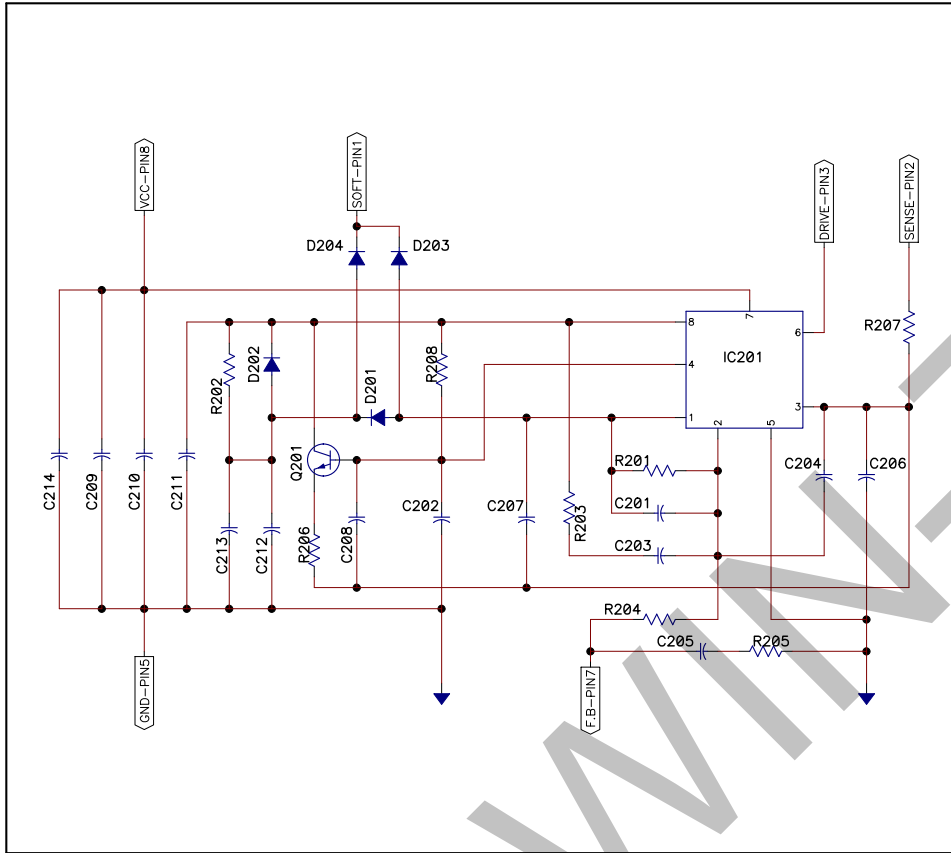 VCC-PIN8
SOFT-PIN1
DRIVE-PIN3
SENSE-PIN2
D204
D203
7
8
6
R207
IC201
4
R202
D202
D201
R208
1
3
2
5
Q201
R201
C204
C206
C214
C209
C210
C211
C202
C207
C201
R203
C213
C212
R206
C208
C203
R204
C205
R205
GND-PIN5
F.B-PIN7